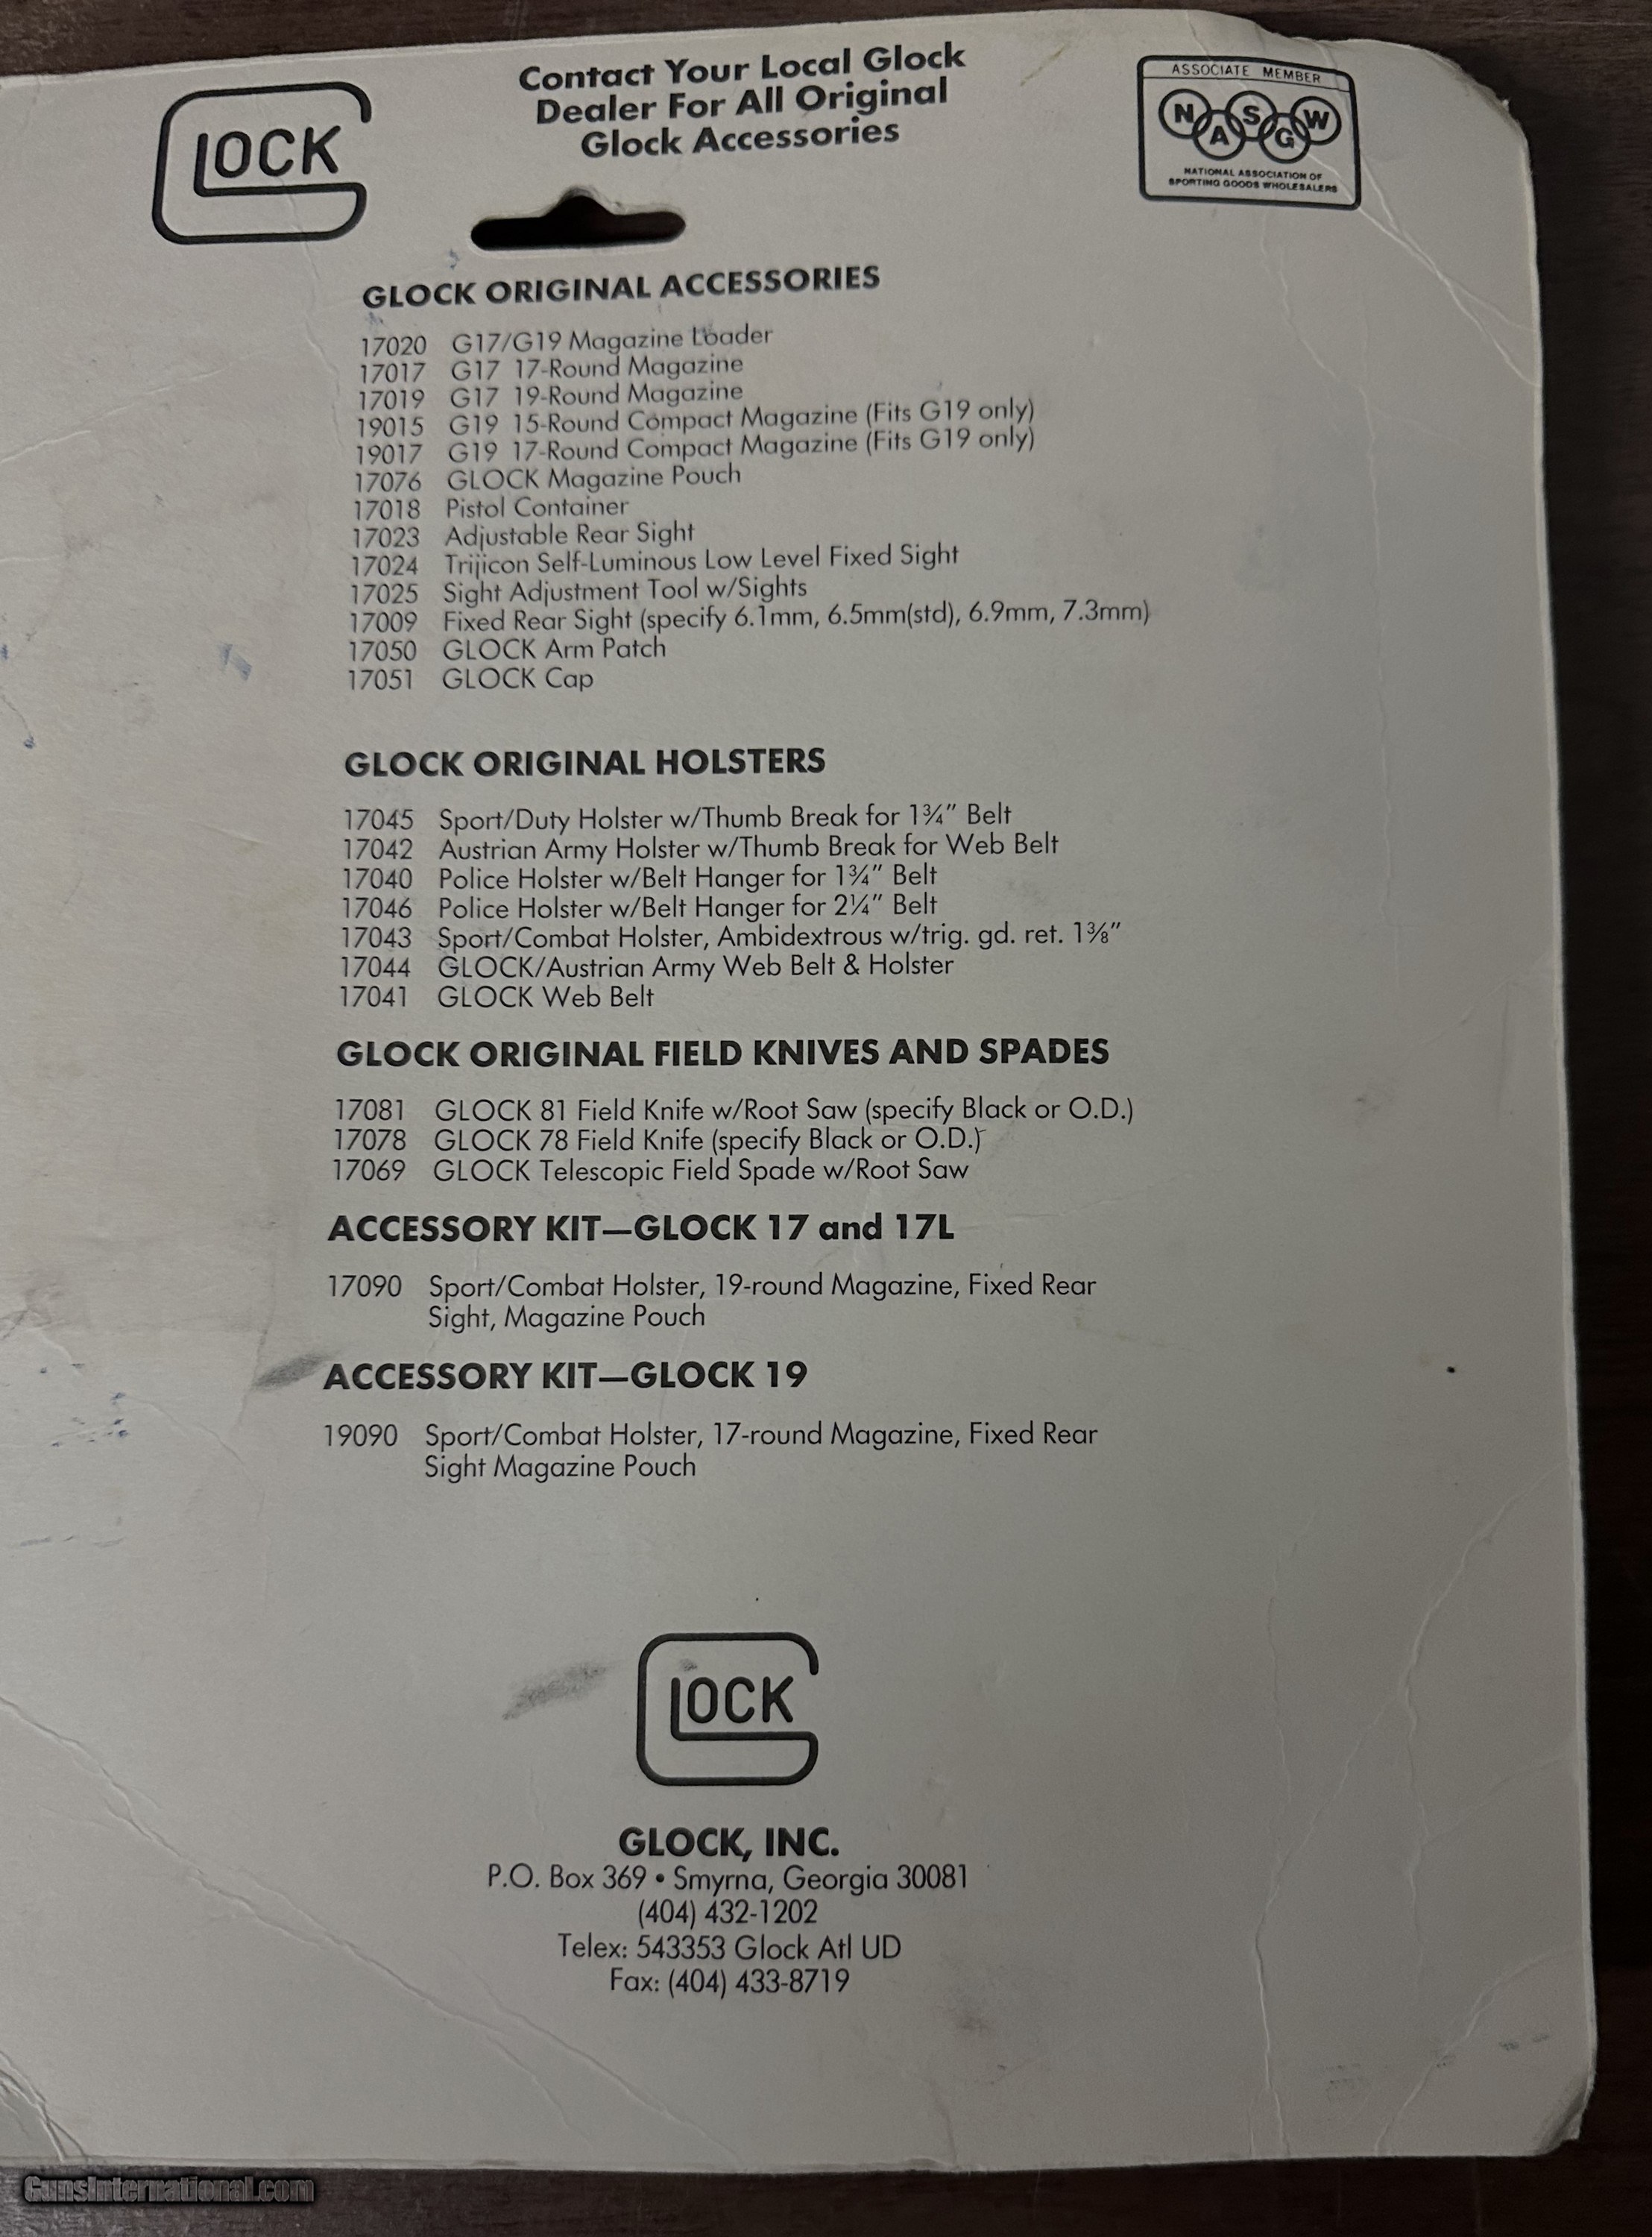 GLOCK
Contact Your Local Glock
Dealer For All Original
Glock Accessories
ASSOCIATE MEMBER
NASGW
NATIONAL ASSOCIATION OF
SPORTING GOODS WHOLESALERS
GLOCK ORIGINAL ACCESSORIES
17020 G17/G19 Magazine Loader
17017 G17 17-Round Magazine
17019 G17 19-Round Magazine
19015 G19 15-Round Compact Magazine (Fits G19 only)
19017 G19 17-Round Compact Magazine (Fits G19 only)
17076 GLOCK Magazine Pouch
17018 Pistol Container
17023 Adjustable Rear Sight
17024 Trijicon Self-Luminous Low Level Fixed Sight
17025 Sight Adjustment Tool w/Sights
17009 Fixed Rear Sight (specify 6.1mm, 6.5mm(std), 6.9mm, 7.3mm)
17050 GLOCK Arm Patch
17051 GLOCK Cap
GLOCK ORIGINAL HOLSTERS
17045 Sport/Duty Holster w/Thumb Break for 1¾″ Belt
17042 Austrian Army Holster w/Thumb Break for Web Belt
17040 Police Holster w/Belt Hanger for 1¾″ Belt
17046 Police Holster w/Belt Hanger for 2¼″ Belt
17043 Sport/Combat Holster, Ambidextrous w/trig. gd. ret. 1⅜″
17044 GLOCK/Austrian Army Web Belt & Holster
17041 GLOCK Web Belt
GLOCK ORIGINAL FIELD KNIVES AND SPADES
17081 GLOCK 81 Field Knife w/Root Saw (specify Black or O.D.)
17078 GLOCK 78 Field Knife (specify Black or O.D.)
17069 GLOCK Telescopic Field Spade w/Root Saw
ACCESSORY KIT—GLOCK 17 and 17L
17090 Sport/Combat Holster, 19-round Magazine, Fixed Rear
Sight, Magazine Pouch
ACCESSORY KIT—GLOCK 19
19090 Sport/Combat Holster, 17-round Magazine, Fixed Rear
Sight Magazine Pouch
GLOCK
GLOCK, INC.
P.O. Box 369 • Smyrna, Georgia 30081
(404) 432-1202
Telex: 543353 Glock Atl UD
Fax: (404) 433-8719
GunsInternational.com